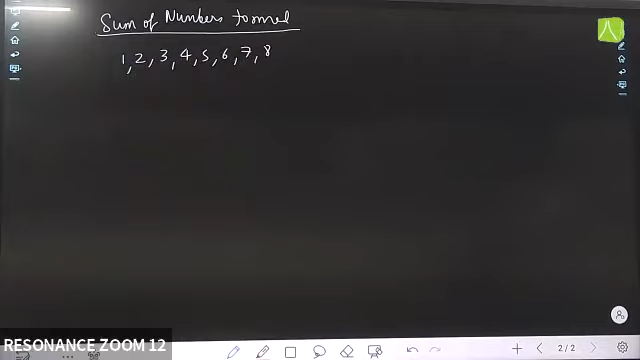 Sum of Numbers formed
1, 2, 3, 4, 5, 6, 7, 8
RESONANCE ZOOM 12
2/2